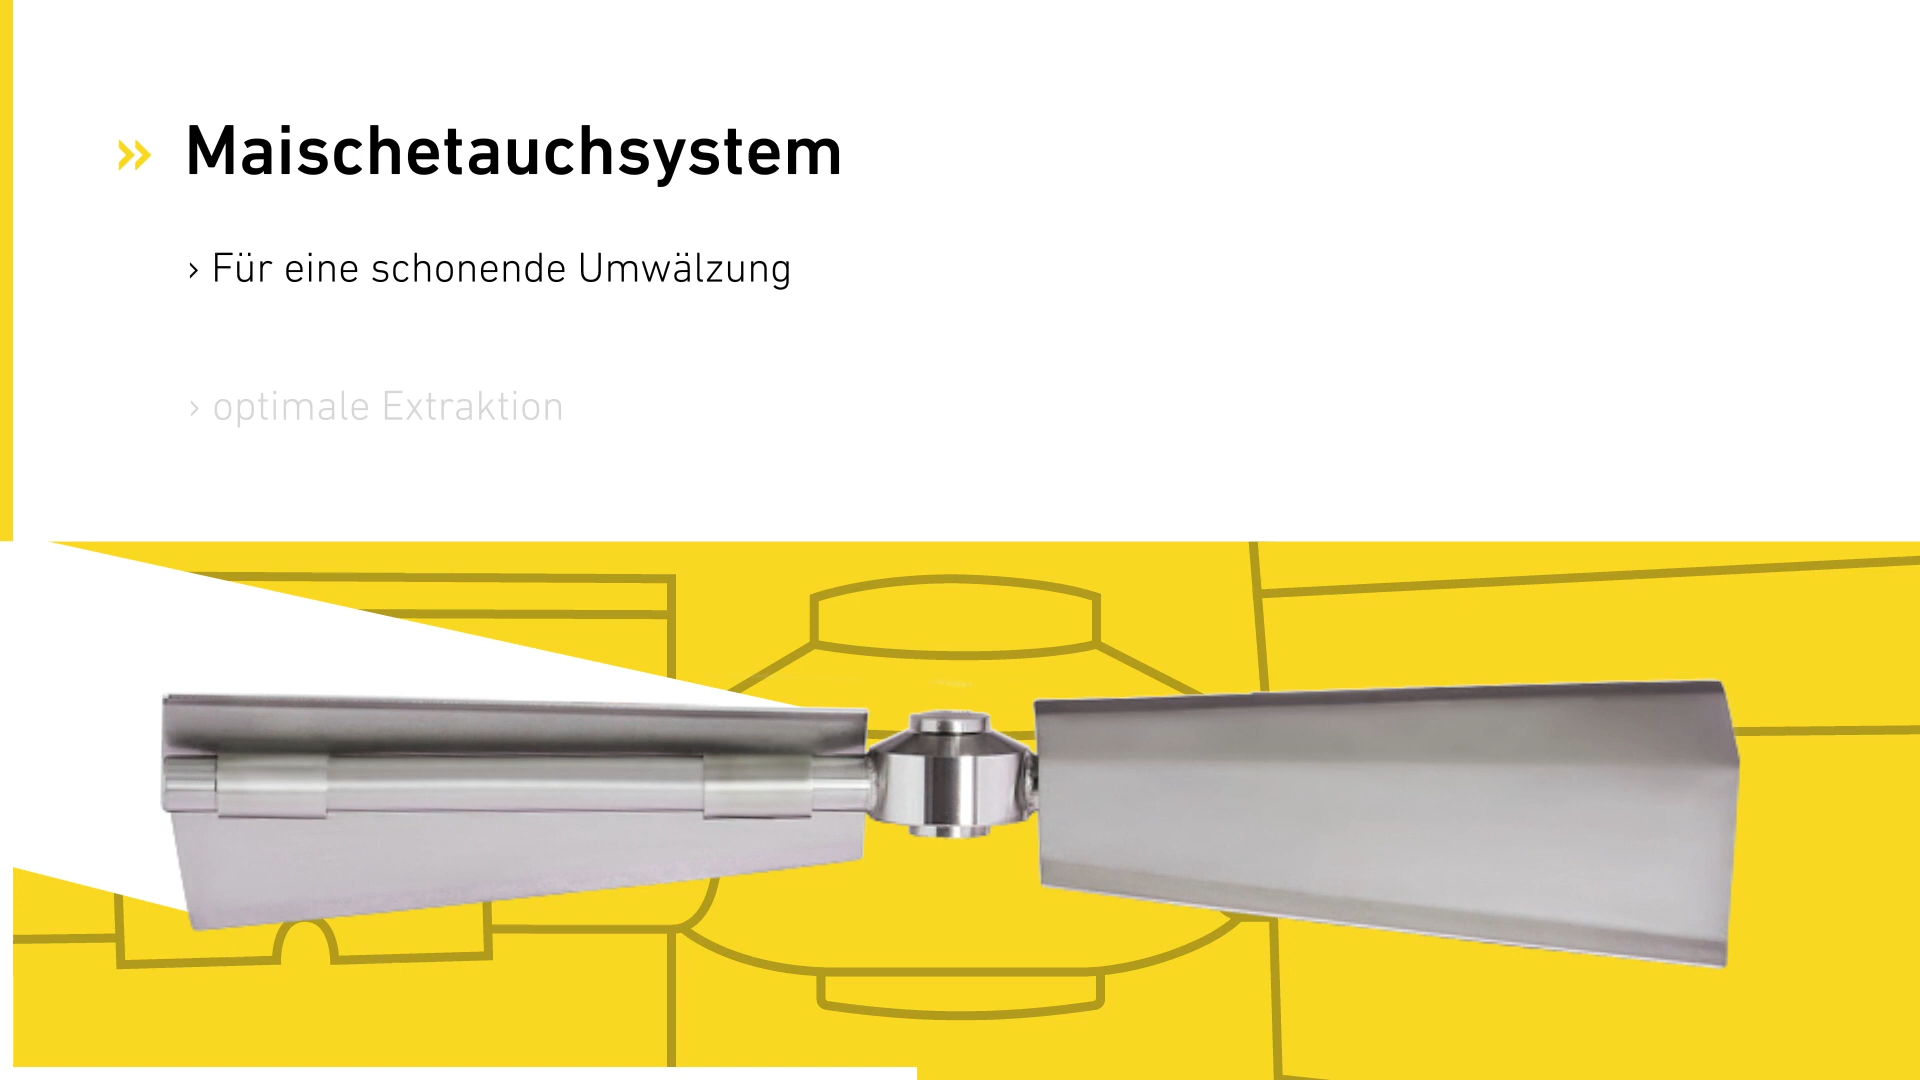 » Maischetauchsystem
› Für eine schonende Umwälzung
› optimale Extraktion